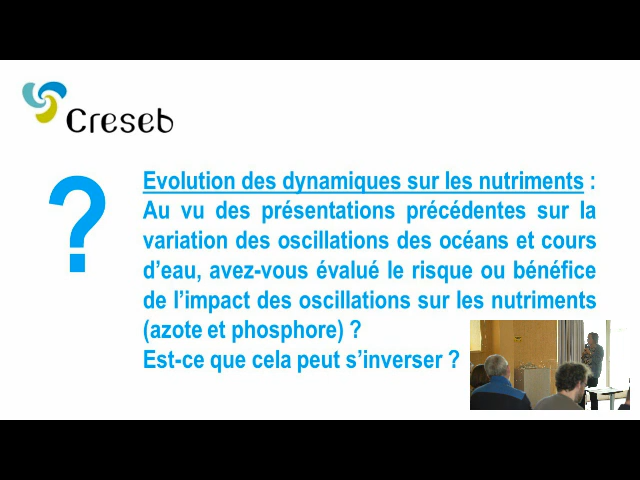 Creseb
?
Evolution des dynamiques sur les nutriments :
Au vu des présentations précédentes sur la
variation des oscillations des océans et cours
d’eau, avez-vous évalué le risque ou bénéfice
de l’impact des oscillations sur les nutriments
(azote et phosphore) ?
Est-ce que cela peut s’inverser ?